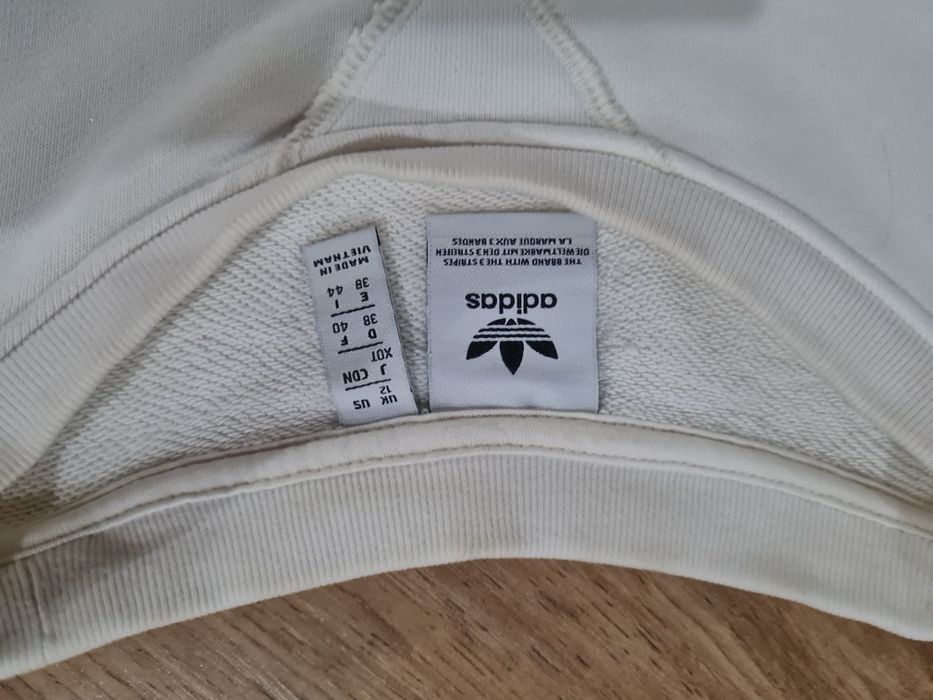 adidas
THE BRAND WITH THE 3 STRIPES
DIE WELTMARKE MIT DEN 3 STREIFEN
LA MARQUE AUX 3 BANDES
UK US
12
J CDN
XOT
D F
38 40
E I
38 44
MADE IN
VIETNAM